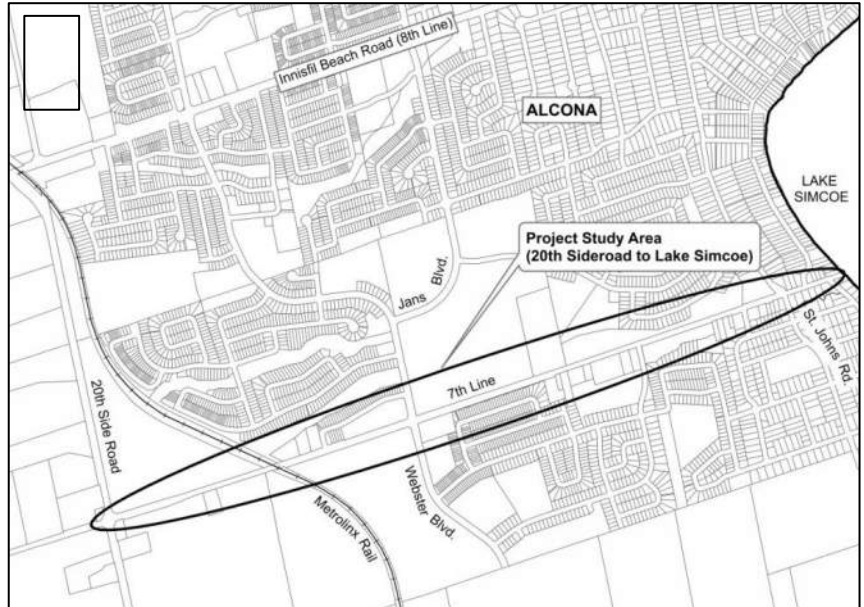 Innisfil Beach Road (8th Line)
ALCONA
LAKE
SIMCOE
Project Study Area
(20th Sideroad to Lake Simcoe)
Jans Blvd.
St. Johns Rd.
7th Line
20th Side Road
Webster Blvd.
Metrolinx Rail